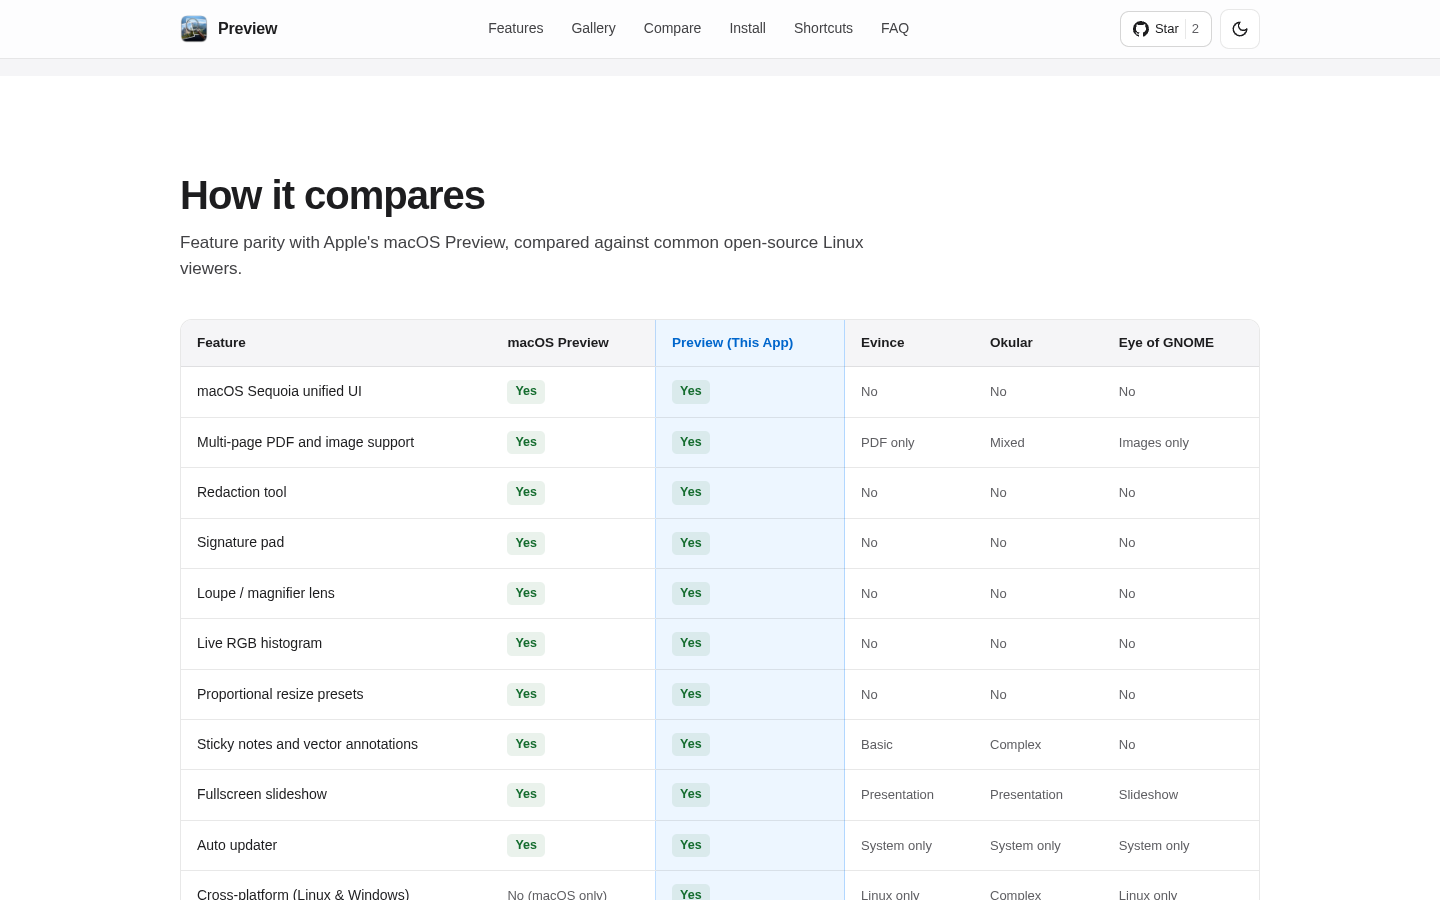 Preview Features Gallery Compare Install Shortcuts FAQ Star 2
How it compares
Feature parity with Apple's macOS Preview, compared against common open-source Linux
viewers.
Feature macOS Preview Preview (This App) Evince Okular Eye of GNOME
macOS Sequoia unified UI Yes Yes No No No
Multi-page PDF and image support Yes Yes PDF only Mixed Images only
Redaction tool Yes Yes No No No
Signature pad Yes Yes No No No
Loupe / magnifier lens Yes Yes No No No
Live RGB histogram Yes Yes No No No
Proportional resize presets Yes Yes No No No
Sticky notes and vector annotations Yes Yes Basic Complex No
Fullscreen slideshow Yes Yes Presentation Presentation Slideshow
Auto updater Yes Yes System only System only System only
Cross-platform (Linux & Windows) No (macOS only) Yes Linux only Complex Linux only